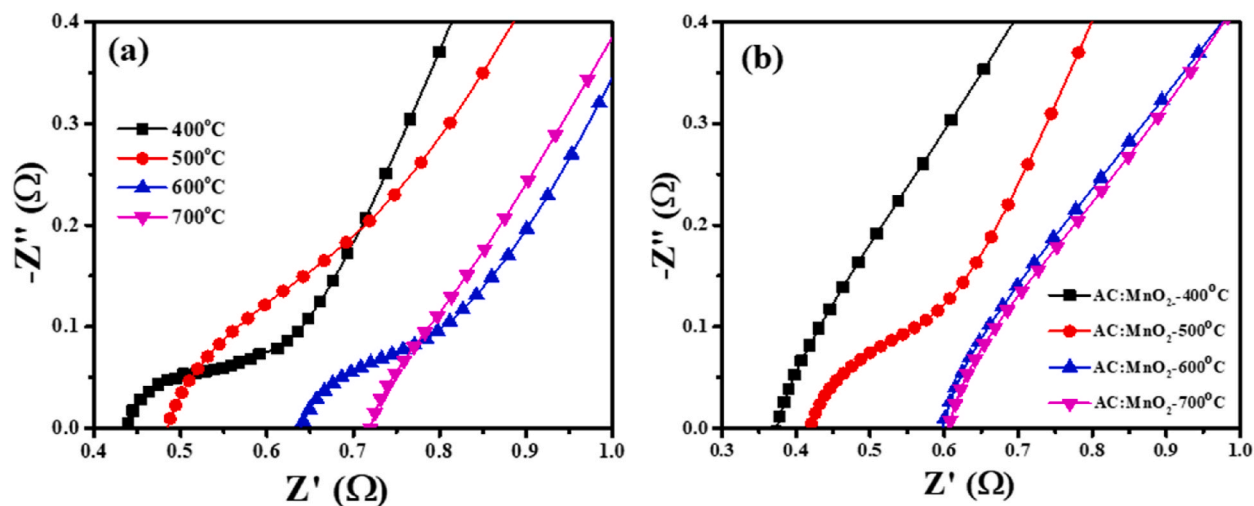 (a)
400°C
500°C
600°C
700°C
-Z'' (Ω)
0.4
0.3
0.2
0.1
0.0
0.4 0.5 0.6 0.7 0.8 0.9 1.0
Z' (Ω)
(b)
AC:MnO₂-400°C
AC:MnO₂-500°C
AC:MnO₂-600°C
AC:MnO₂-700°C
-Z'' (Ω)
0.4
0.3
0.2
0.1
0.0
0.3 0.4 0.5 0.6 0.7 0.8 0.9 1.0
Z' (Ω)